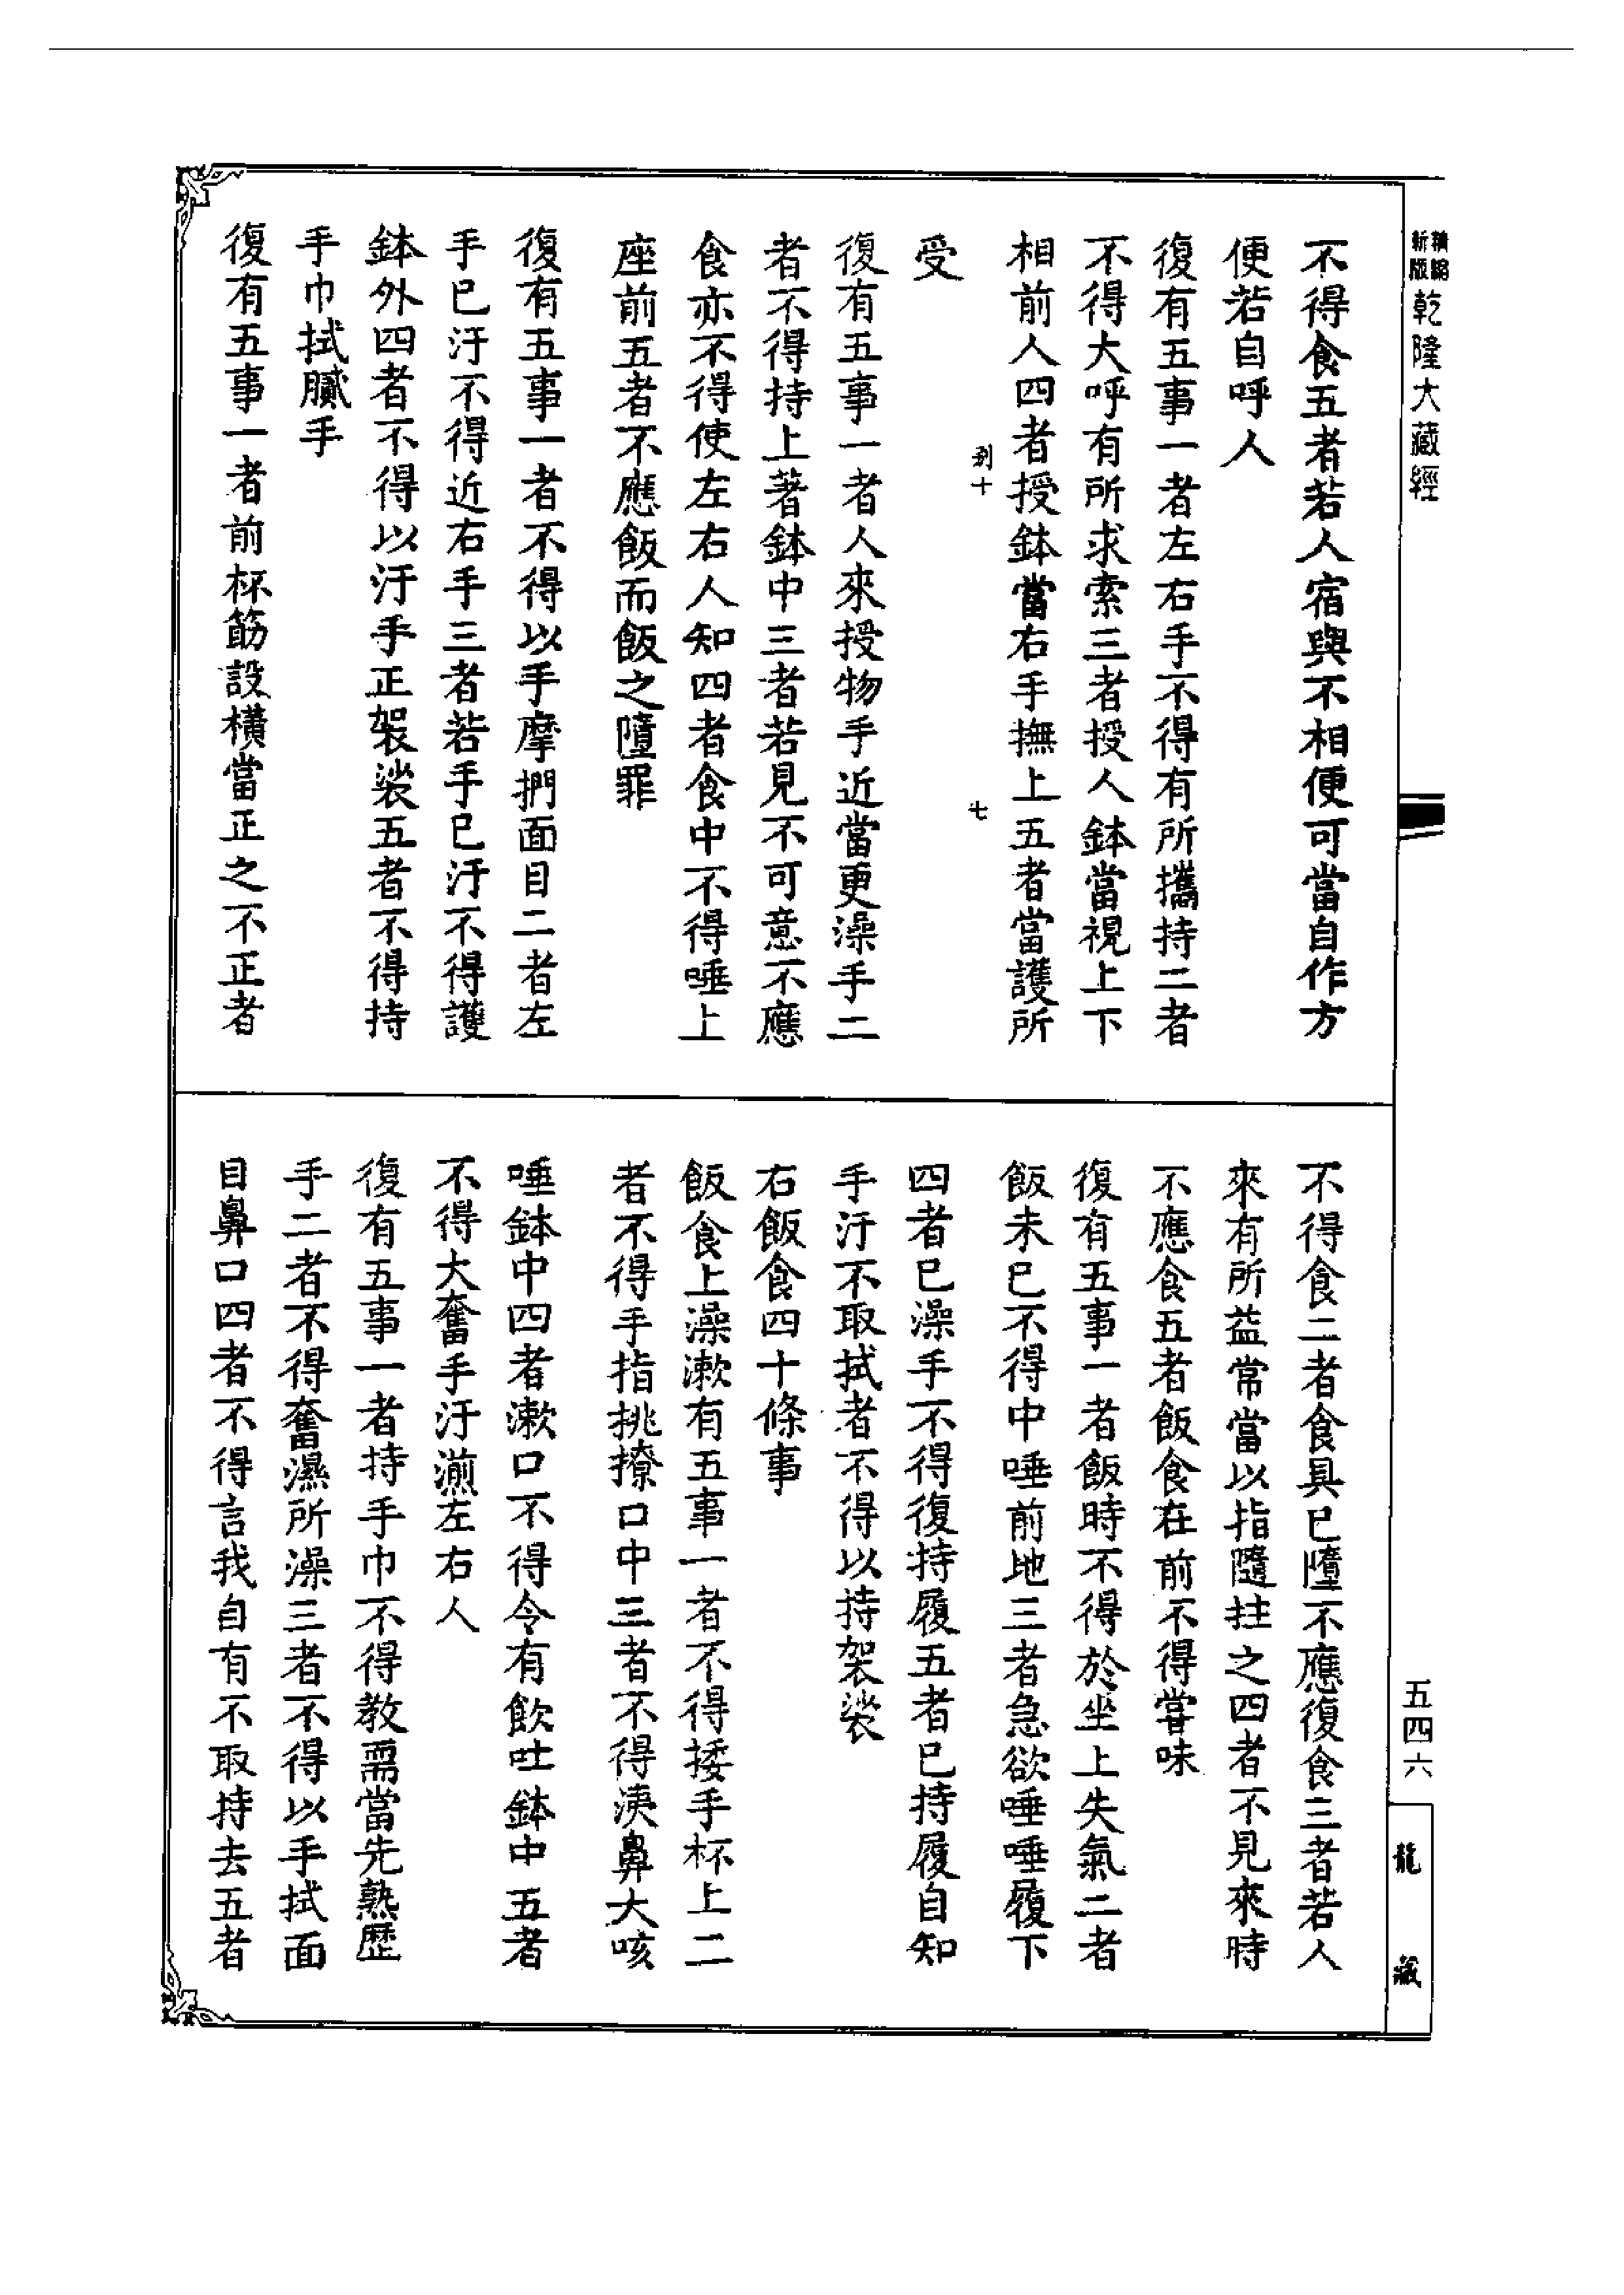 精縮
新版
乾隆大藏經
不得食五者若人宿與不相便可當自作方
便若自呼人
復有五事一者左右手不得有所攜持二者
不得大呼有所求索三者授人鉢當視上下
相前人四者授鉢當右手撫上五者當護所
別十 七
受
復有五事一者人來授物手近當更澡手二
者不得持上著鉢中三者若見不可意不應
食亦不得使左右人知四者食中不得唾上
座前五者不應飯而飯之墮罪
復有五事一者不得以手摩捫面目二者左
手已汙不得近右手三者若手已汙不得護
鉢外四者不得以汙手正袈裟五者不得持
手巾拭膩手
復有五事一者前杯筯設橫當正之不正者
不得食二者食具已墮不應復食三者若人
來有所益常當以指隨拄之四者不見來時
不應食五者飯食在前不得甞味
復有五事一者飯時不得於坐上失氣二者
飯未已不得中唾前地三者急欲唾唾履下
四者已澡手不得復持履五者已持履自知
手汙不取拭者不得以持袈裟
右飯食四十條事
飯食上澡漱有五事一者不得捼手杯上二
者不得手指挑撩口中三者不得洟鼻大咳
唾鉢中四者漱口不得令有飲吐鉢中五者
不得大奮手汙湔左右人
復有五事一者持手巾不得教需當先熟歷
手二者不得奮濕所澡三者不得以手拭面
目鼻口四者不得言我自有不取持去五者
五四六
龍藏